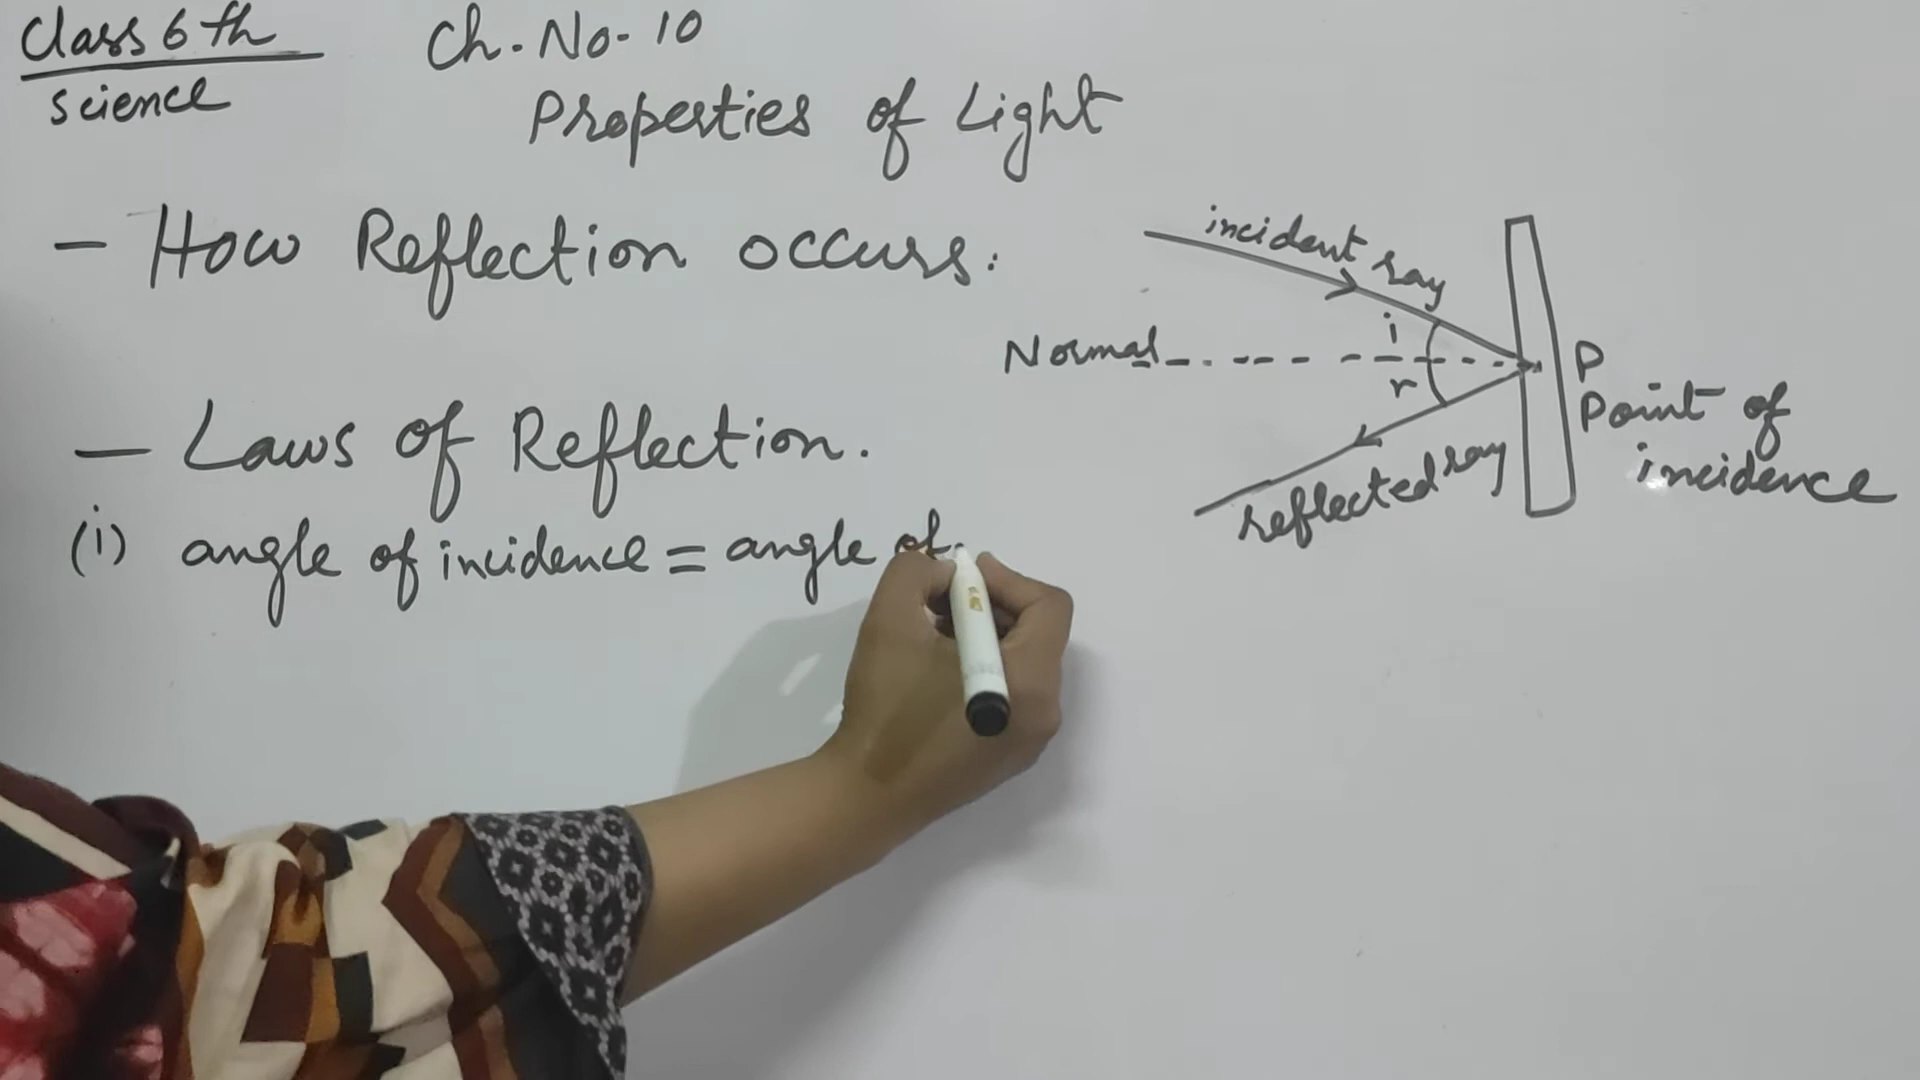 Class 6th
Science
Ch. No- 10
Properties of Light
- How Reflection occurs.
incident ray
i
Normal
r
P
Point of
incidence
reflected ray
- Laws of Reflection.
(i) angle of incidence = angle of